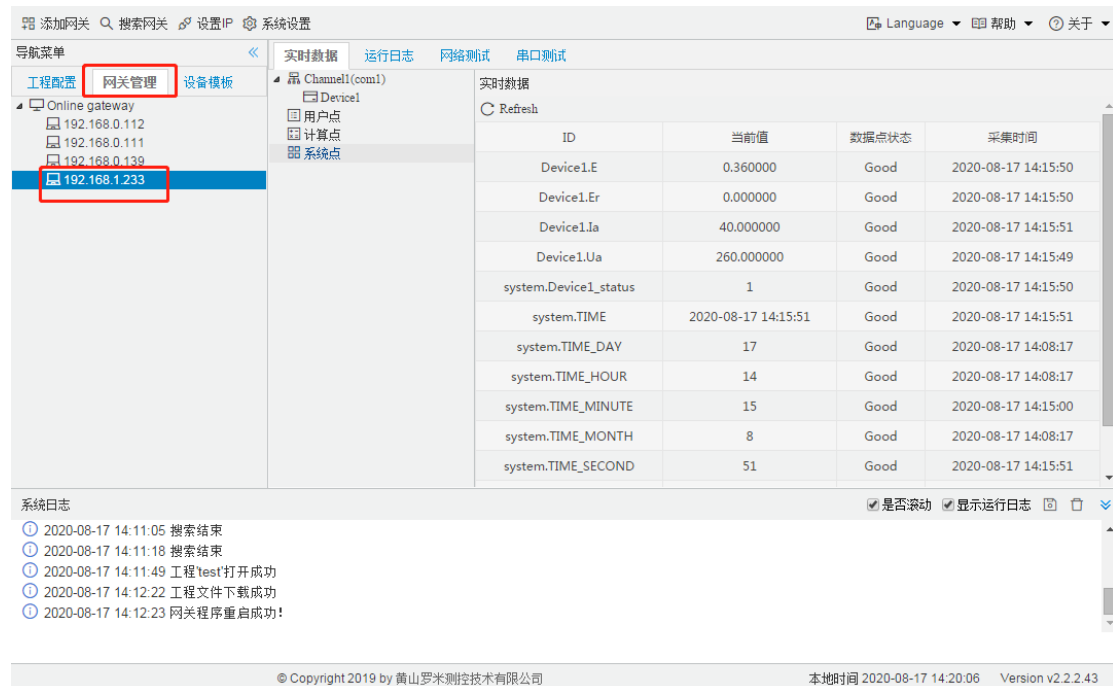 添加网关 搜索网关 设置IP 系统设置 Language 帮助 关于
导航菜单
工程配置 网关管理 设备模板
Online gateway
192.168.0.112
192.168.0.111
192.168.0.139
192.168.1.233
实时数据 运行日志 网络测试 串口测试
Channel1(com1)
Device1
用户点
计算点
系统点
实时数据
Refresh
ID 当前值 数据点状态 采集时间
Device1.E 0.360000 Good 2020-08-17 14:15:50
Device1.Er 0.000000 Good 2020-08-17 14:15:50
Device1.Ia 40.000000 Good 2020-08-17 14:15:51
Device1.Ua 260.000000 Good 2020-08-17 14:15:49
system.Device1_status 1 Good 2020-08-17 14:15:50
system.TIME 2020-08-17 14:15:51 Good 2020-08-17 14:15:51
system.TIME_DAY 17 Good 2020-08-17 14:08:17
system.TIME_HOUR 14 Good 2020-08-17 14:08:17
system.TIME_MINUTE 15 Good 2020-08-17 14:15:00
system.TIME_MONTH 8 Good 2020-08-17 14:08:17
system.TIME_SECOND 51 Good 2020-08-17 14:15:51
系统日志 是否滚动 显示运行日志
2020-08-17 14:11:05 搜索结束
2020-08-17 14:11:18 搜索结束
2020-08-17 14:11:49 工程'test'打开成功
2020-08-17 14:12:22 工程文件下载成功
2020-08-17 14:12:23 网关程序重启成功!
© Copyright 2019 by 黄山罗米测控技术有限公司 本地时间 2020-08-17 14:20:06 Version v2.2.2.43